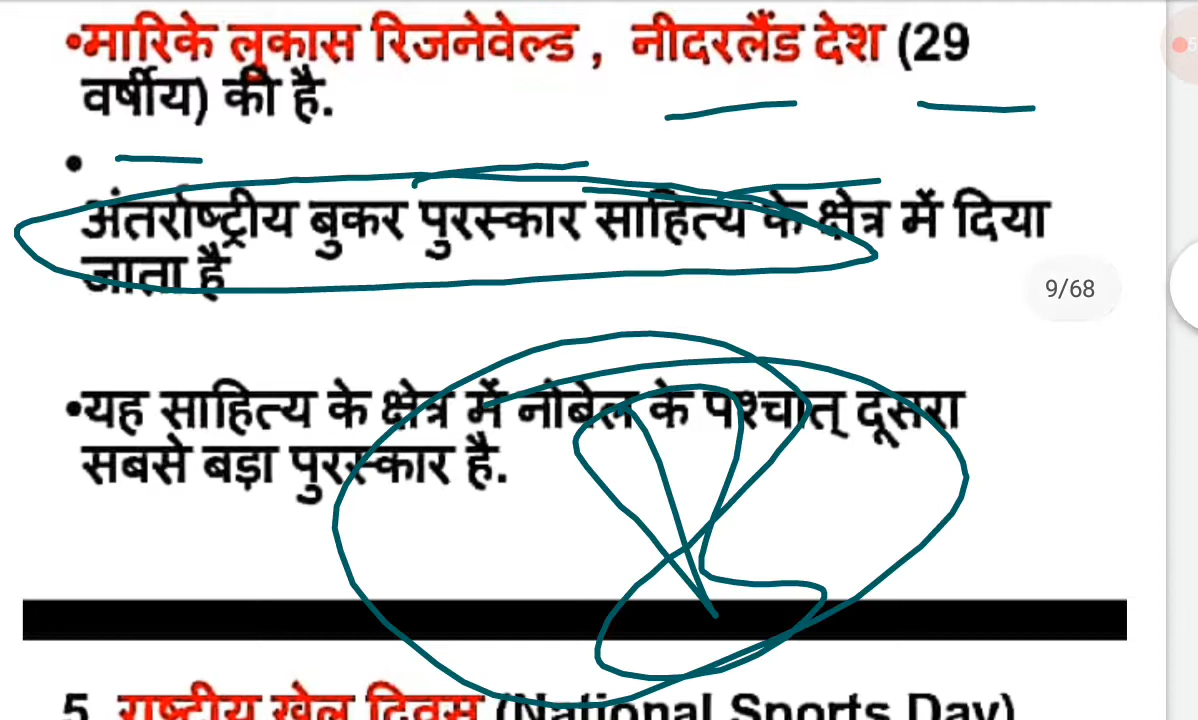 •मारिके लूकास रिजनेवेल्ड , नीदरलैंड देश (29
वर्षीय) की है.
•
अंतर्राष्ट्रीय बुकर पुरस्कार साहित्य के क्षेत्र में दिया
जाता है
9/68
•यह साहित्य के क्षेत्र में नोबेल के पश्चात् दूसरा
सबसे बड़ा पुरस्कार है.
5. राष्ट्रीय खेल दिवस (National Sports Day)